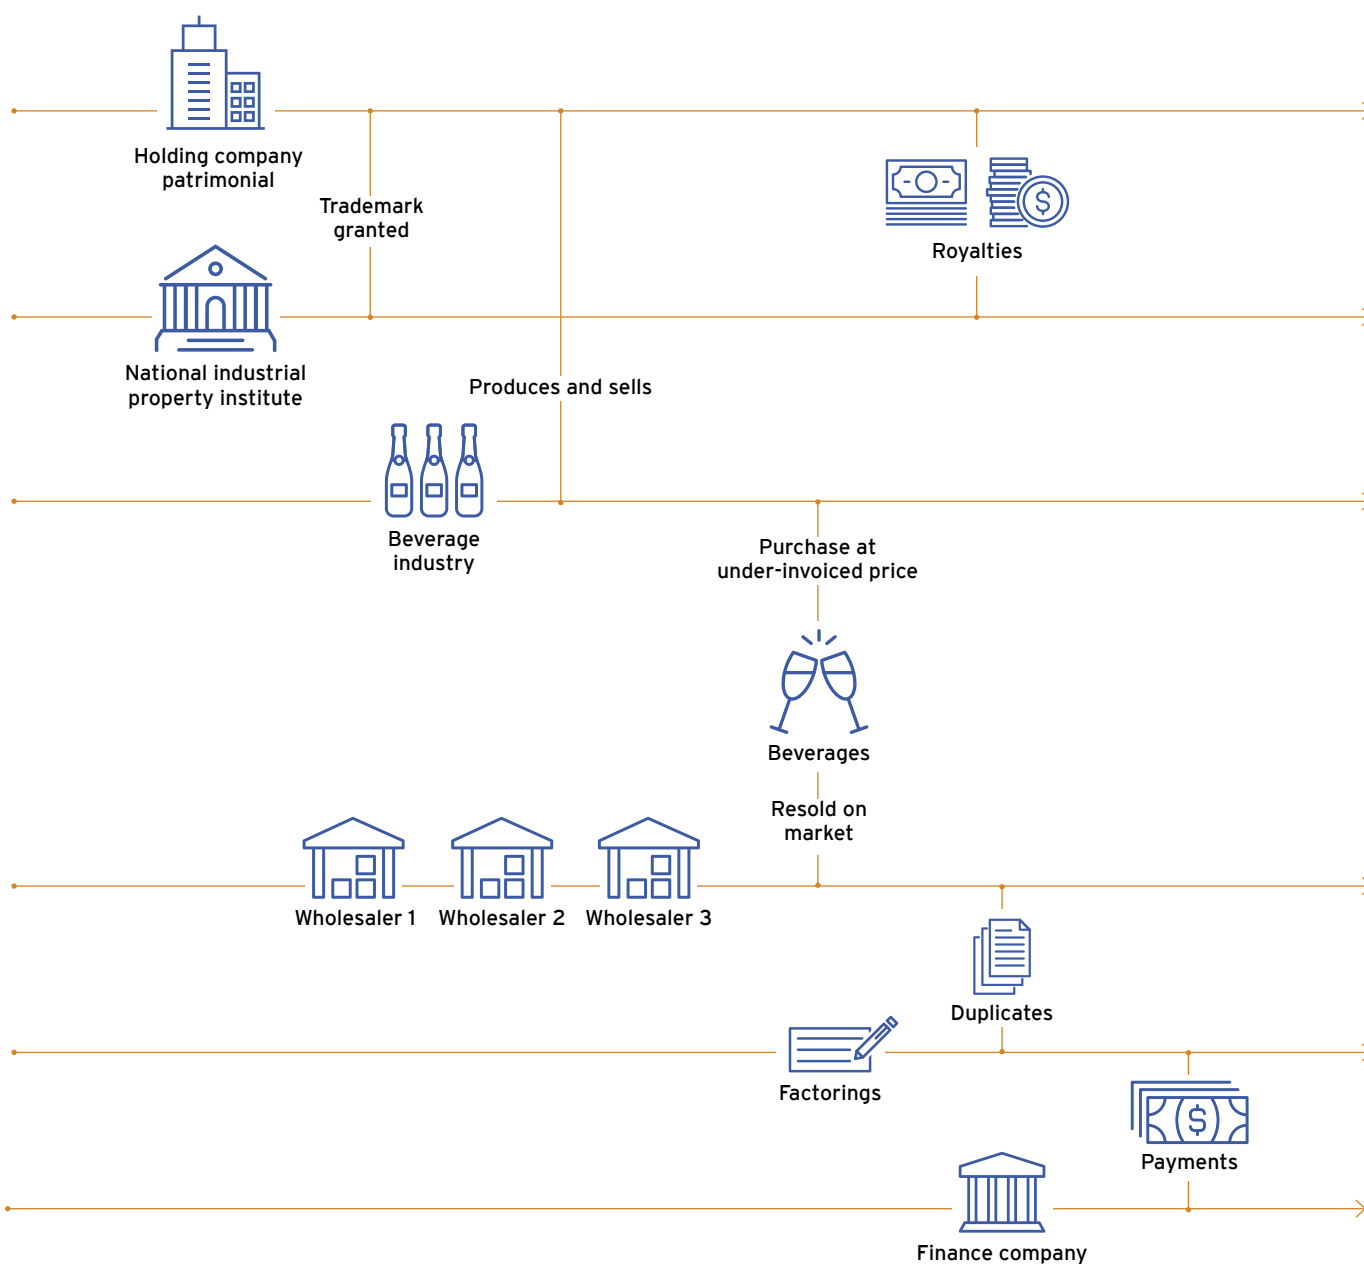 Holding company
patrimonial
Trademark
granted
Royalties
National industrial
property institute
Produces and sells
Beverage
industry
Purchase at
under-invoiced price
Beverages
Resold on
market
Wholesaler 1
Wholesaler 2
Wholesaler 3
Duplicates
Factorings
Payments
Finance company